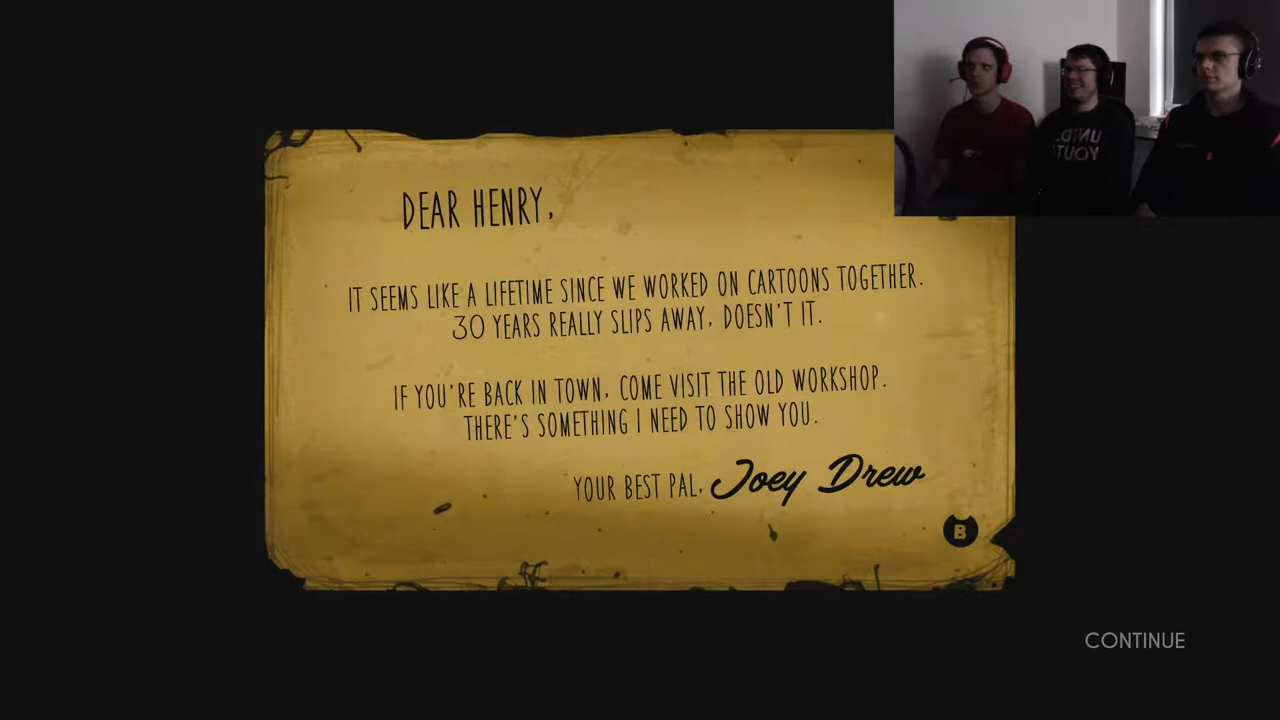 DEAR HENRY,
IT SEEMS LIKE A LIFETIME SINCE WE WORKED ON CARTOONS TOGETHER.
30 YEARS REALLY SLIPS AWAY, DOESN'T IT.
IF YOU'RE BACK IN TOWN, COME VISIT THE OLD WORKSHOP.
THERE'S SOMETHING I NEED TO SHOW YOU.
YOUR BEST PAL, Joey Drew
B
CONTINUE